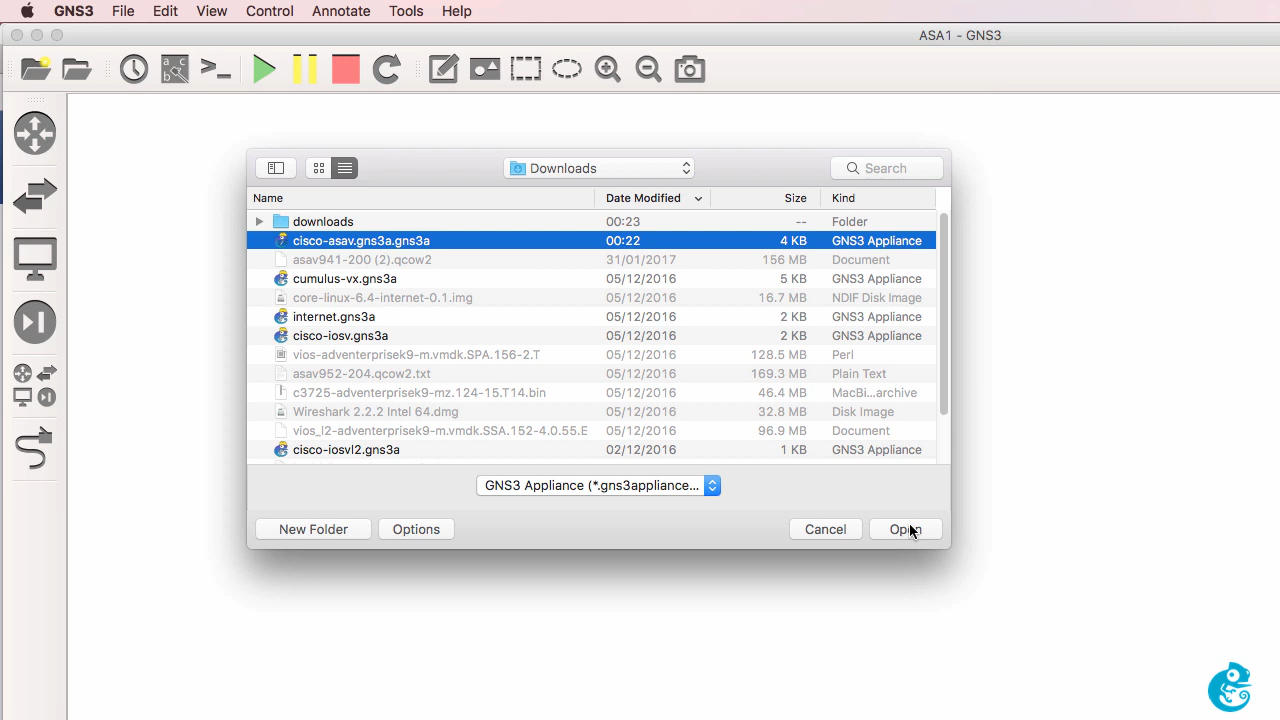 GNS3 File Edit View Control Annotate Tools Help
ASA1 - GNS3
Downloads
Search
Name Date Modified Size Kind
downloads 00:23 -- Folder
cisco-asav.gns3a.gns3a 00:22 4 KB GNS3 Appliance
asav941-200 (2).qcow2 31/01/2017 156 MB Document
cumulus-vx.gns3a 05/12/2016 5 KB GNS3 Appliance
core-linux-6.4-internet-0.1.img 05/12/2016 16.7 MB NDIF Disk Image
internet.gns3a 05/12/2016 2 KB GNS3 Appliance
cisco-iosv.gns3a 05/12/2016 2 KB GNS3 Appliance
vios-adventerprisek9-m.vmdk.SPA.156-2.T 05/12/2016 128.5 MB Perl
asav952-204.qcow2.txt 05/12/2016 169.3 MB Plain Text
c3725-adventerprisek9-mz.124-15.T14.bin 05/12/2016 46.4 MB MacBi...archive
Wireshark 2.2.2 Intel 64.dmg 05/12/2016 32.8 MB Disk Image
vios_l2-adventerprisek9-m.vmdk.SSA.152-4.0.55.E 05/12/2016 96.9 MB Document
cisco-iosvl2.gns3a 02/12/2016 1 KB GNS3 Appliance
GNS3 Appliance (*.gns3appliance...
New Folder Options Cancel Open